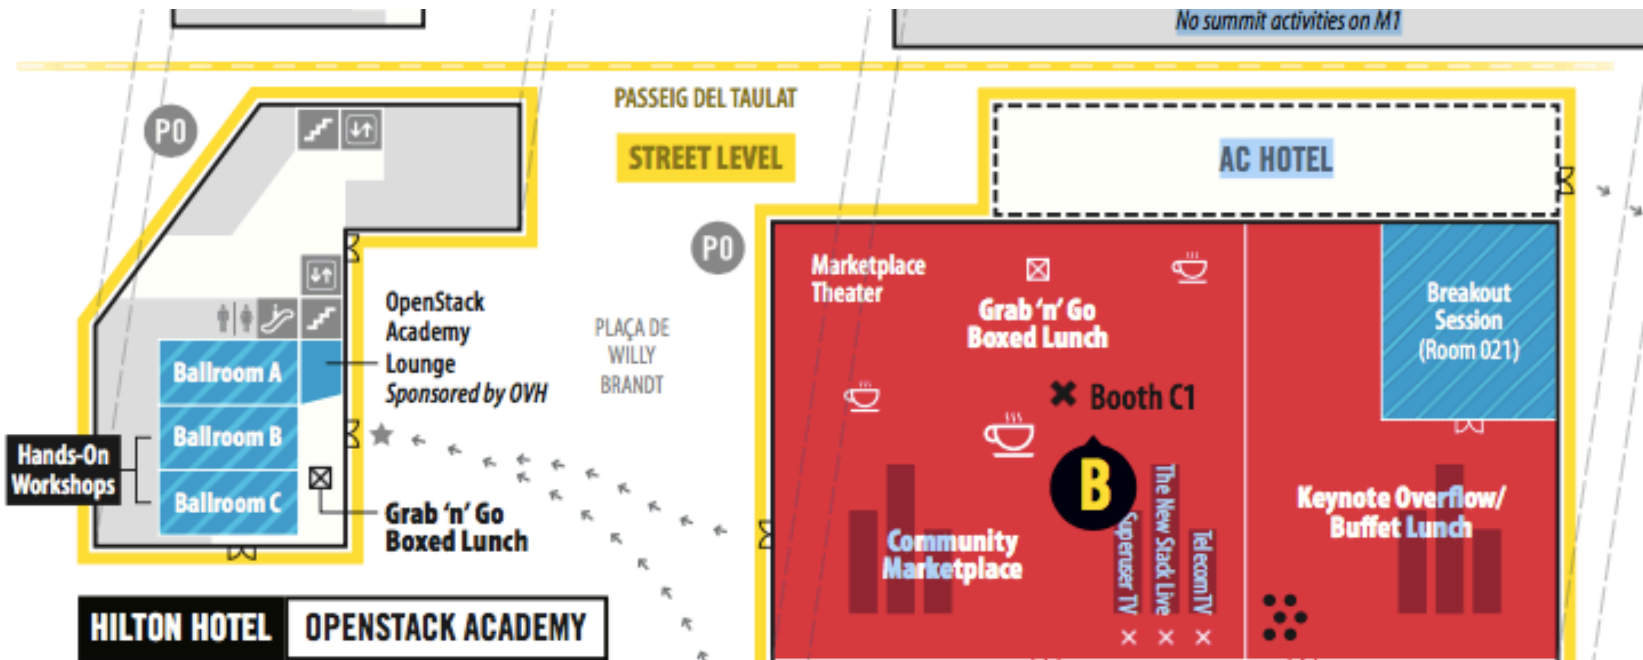 No summit activities on M1
PASSEIG DEL TAULAT
P0
STREET LEVEL
AC HOTEL
P0
OpenStack
Academy
Lounge
Sponsored by OVH
PLAÇA DE
WILLY
BRANDT
Ballroom A
Ballroom B
Ballroom C
Hands-On
Workshops
Grab ‘n’ Go
Boxed Lunch
HILTON HOTEL
OPENSTACK ACADEMY
Marketplace
Theater
Grab ‘n’ Go
Boxed Lunch
Booth C1
B
Community
Marketplace
Superuser TV
The New Stack Live
TelecomTV
Breakout
Session
(Room 021)
Keynote Overflow/
Buffet Lunch